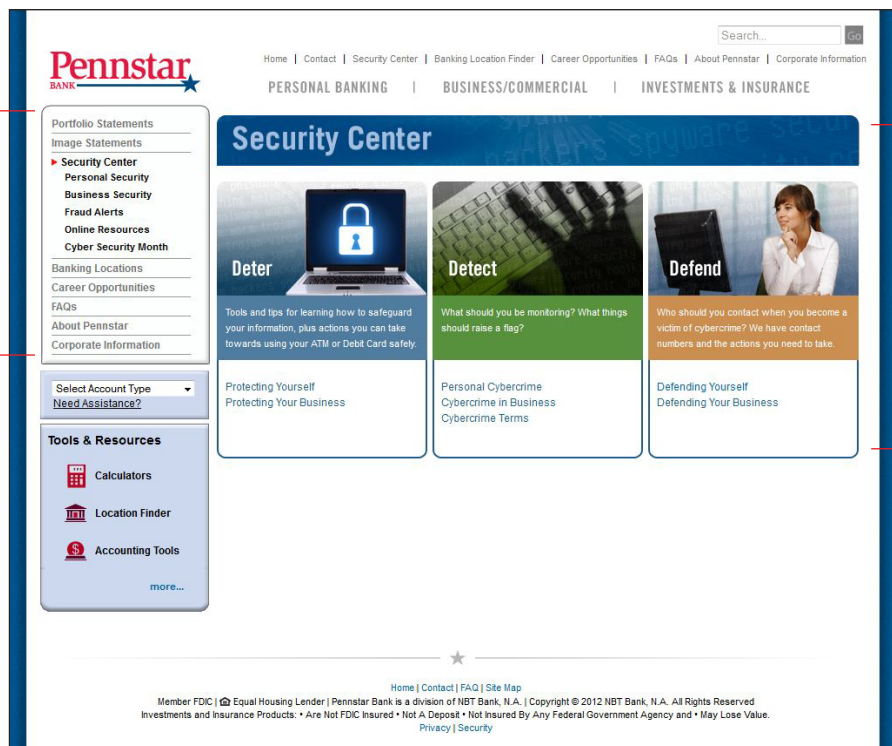 Search...
Go
Pennstar
BANK
Home | Contact | Security Center | Banking Location Finder | Career Opportunities | FAQs | About Pennstar | Corporate Information
PERSONAL BANKING | BUSINESS/COMMERCIAL | INVESTMENTS & INSURANCE
Portfolio Statements
Image Statements
Security Center
Personal Security
Business Security
Fraud Alerts
Online Resources
Cyber Security Month
Banking Locations
Career Opportunities
FAQs
About Pennstar
Corporate Information
Select Account Type
Need Assistance?
Tools & Resources
Calculators
Location Finder
$
Accounting Tools
more...
Security Center
spyware
Deter
Tools and tips for learning how to safeguard
your information, plus actions you can take
towards using your ATM or Debit Card safely.
Protecting Yourself
Protecting Your Business
Detect
What should you be monitoring? What things
should raise a flag?
Personal Cybercrime
Cybercrime in Business
Cybercrime Terms
Defend
Who should you contact when you become a
victim of cybercrime? We have contact
numbers and the actions you need to take.
Defending Yourself
Defending Your Business
Home | Contact | FAQ | Site Map
Member FDIC | Equal Housing Lender | Pennstar Bank is a division of NBT Bank, N.A. | Copyright © 2012 NBT Bank, N.A. All Rights Reserved
Investments and Insurance Products: • Are Not FDIC Insured • Not A Deposit • Not Insured By Any Federal Government Agency and • May Lose Value.
Privacy | Security